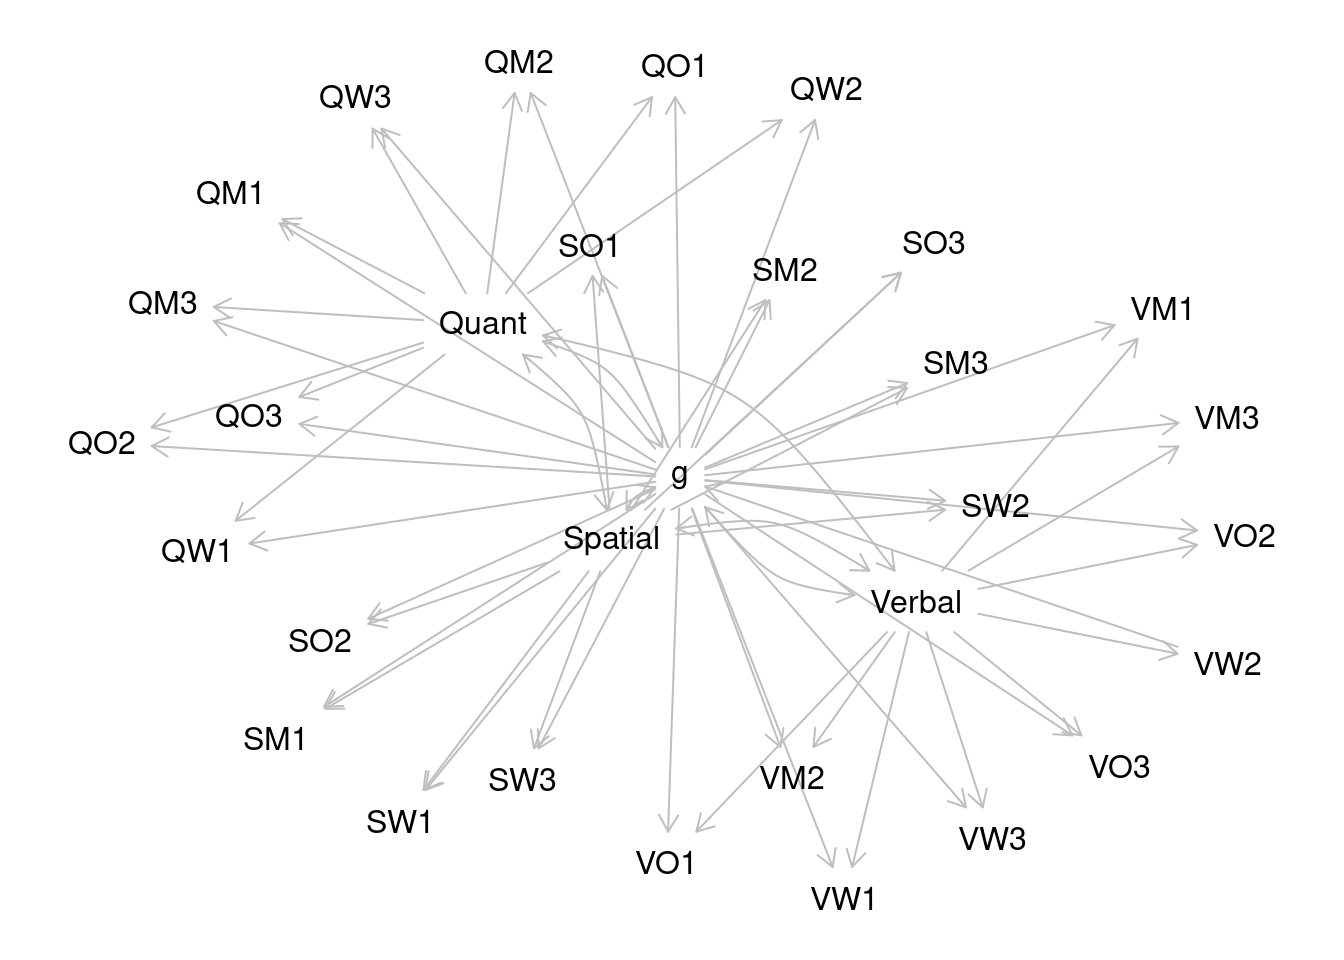 QM2
QO1
QW2
QW3
QM1
SO1
SO3
SM2
QM3
VM1
Quant
SM3
QO3
VM3
QO2
g
SW2
Spatial
VO2
QW1
Verbal
SO2
VW2
SM1
VO3
SW3
VM2
SW1
VW3
VO1
VW1